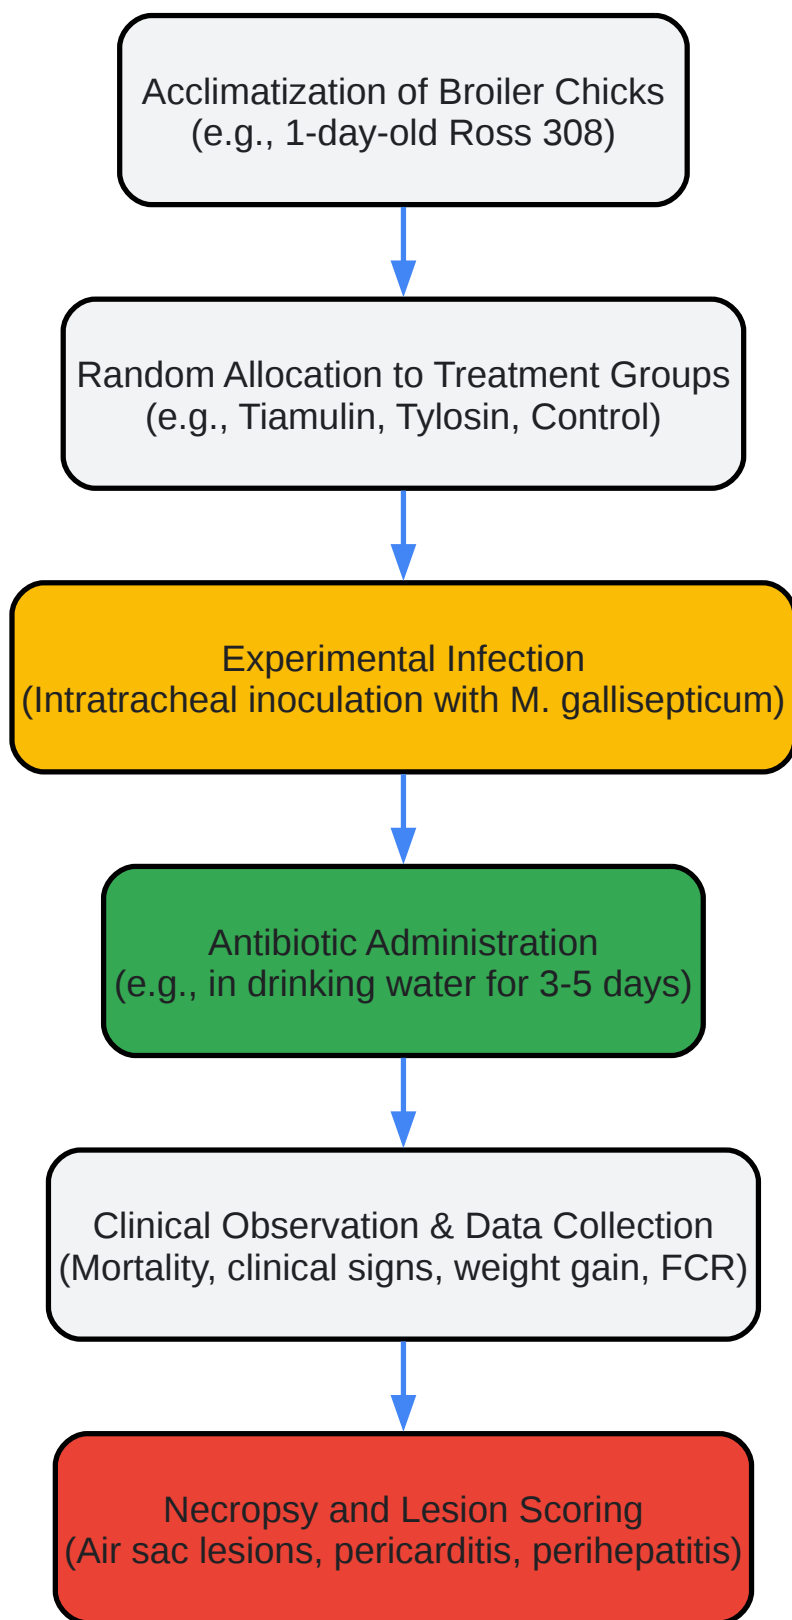 Acclimatization of Broiler Chicks
(e.g., 1-day-old Ross 308)
Random Allocation to Treatment Groups
(e.g., Tiamulin, Tylosin, Control)
Experimental Infection
(Intratracheal inoculation with M. gallisepticum)
Antibiotic Administration
(e.g., in drinking water for 3-5 days)
Clinical Observation & Data Collection
(Mortality, clinical signs, weight gain, FCR)
Necropsy and Lesion Scoring
(Air sac lesions, pericarditis, perihepatitis)